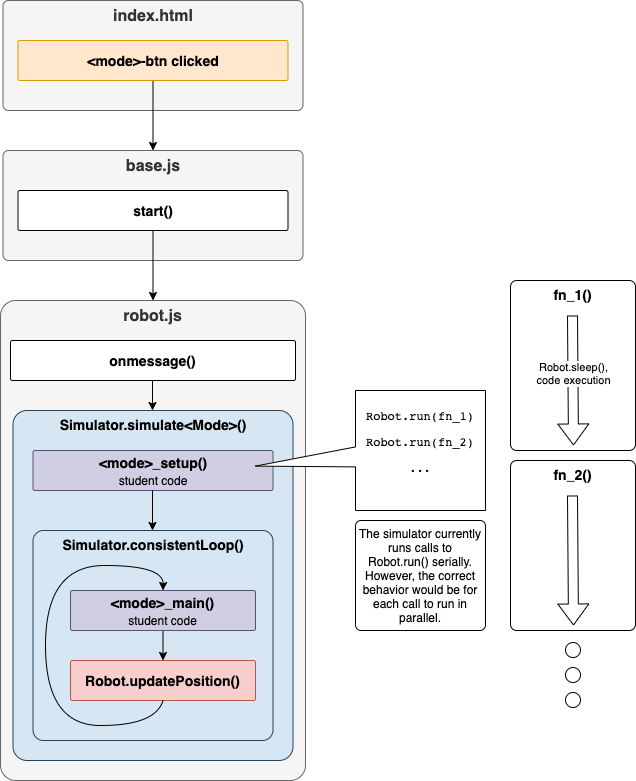 index.html
<mode>-btn clicked
base.js
start()
robot.js
onmessage()
Simulator.simulate<Mode>()
<mode>_setup()
student code
Simulator.consistentLoop()
<mode>_main()
student code
Robot.updatePosition()
Robot.run(fn_1)
Robot.run(fn_2)
...
The simulator currently
runs calls to
Robot.run() serially.
However, the correct
behavior would be for
each call to run in
parallel.
fn_1()
Robot.sleep(),
code execution
fn_2()